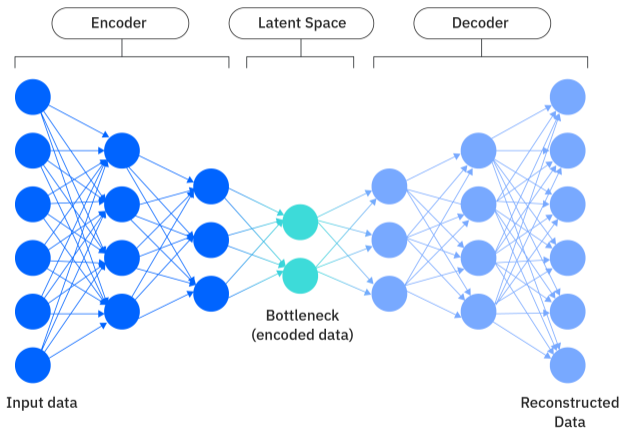 Encoder
Latent Space
Decoder
Bottleneck
(encoded data)
Input data
Reconstructed
Data